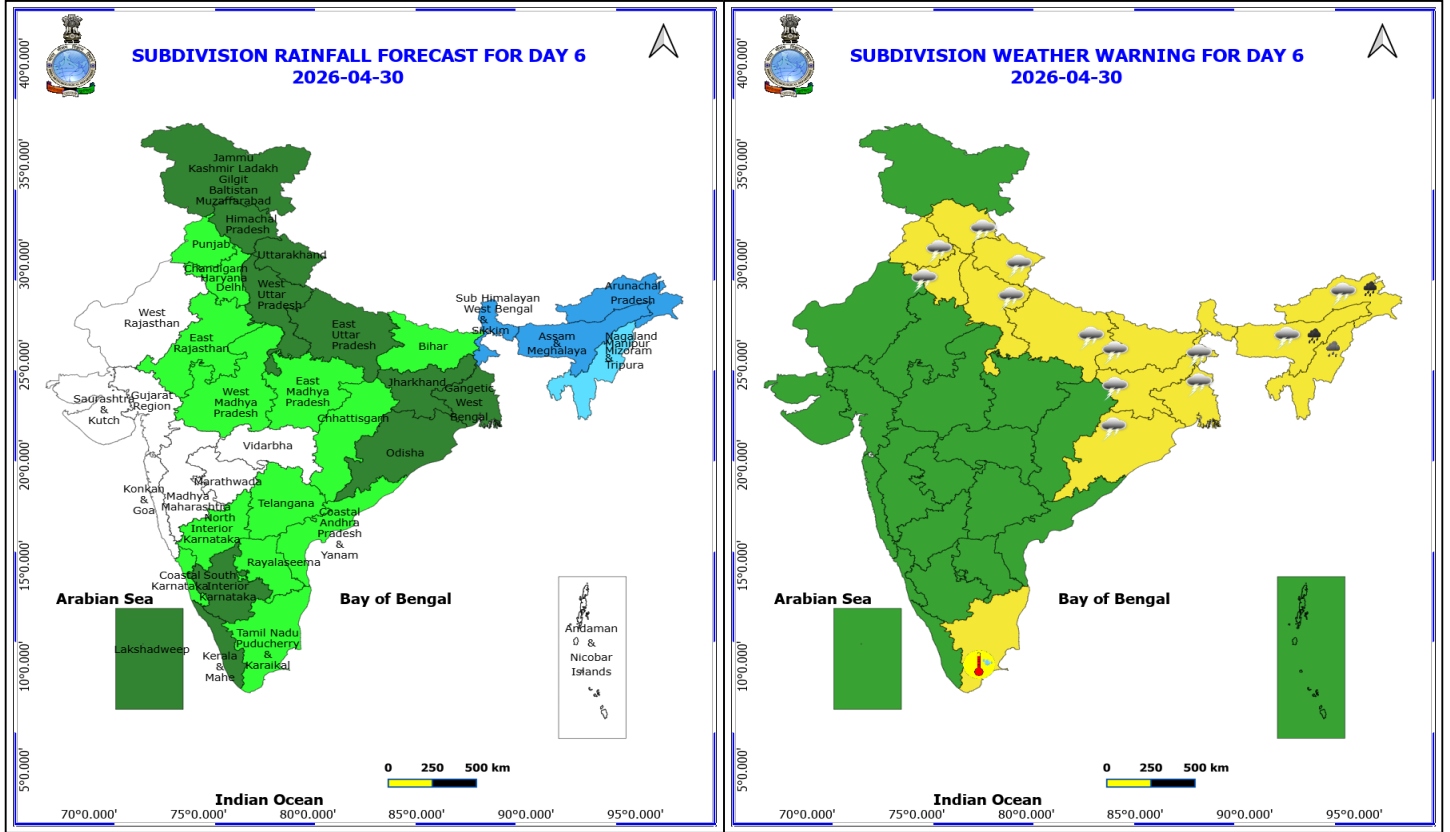 SUBDIVISION RAINFALL FORECAST FOR DAY 6
2026-04-30
40°0.000'
35°0.000'
30°0.000'
25°0.000'
20°0.000'
15°0.000'
10°0.000'
5°0.000'
Jammu
Kashmir Ladakh
Gilgit
Baltistan
Muzaffarabad
Himachal
Pradesh
Punjab
Uttarakhand
Chandigarh
Haryana
Delhi
West
Uttar
Pradesh
West
Rajasthan
East
Rajasthan
East
Uttar
Pradesh
Bihar
Sub Himalayan
West Bengal
&
Sikkim
Arunachal
Pradesh
Assam
&
Meghalaya
Nagaland
Manipur
Mizoram
&
Tripura
Saurashtra
&
Kutch
Gujarat
Region
West
Madhya
Pradesh
East
Madhya
Pradesh
Jharkhand
Gangetic
West
Bengal
Chhattisgarh
Vidarbha
Odisha
Konkan
&
Goa
Madhya
Maharashtra
Marathwada
Telangana
North
Interior
Karnataka
Coastal
Andhra
Pradesh
&
Yanam
Rayalaseema
Coastal
Karnataka
South
Interior
Karnataka
Arabian Sea
Bay of Bengal
Lakshadweep
Kerala
&
Mahe
Tamil Nadu
Puducherry
&
Karaikal
Andaman
&
Nicobar
Islands
0 250 500 km
Indian Ocean
70°0.000' 75°0.000' 80°0.000' 85°0.000' 90°0.000' 95°0.000'
SUBDIVISION WEATHER WARNING FOR DAY 6
2026-04-30
40°0.000'
35°0.000'
30°0.000'
25°0.000'
20°0.000'
15°0.000'
10°0.000'
5°0.000'
Arabian Sea
Bay of Bengal
0 250 500 km
Indian Ocean
70°0.000' 75°0.000' 80°0.000' 85°0.000' 90°0.000' 95°0.000'